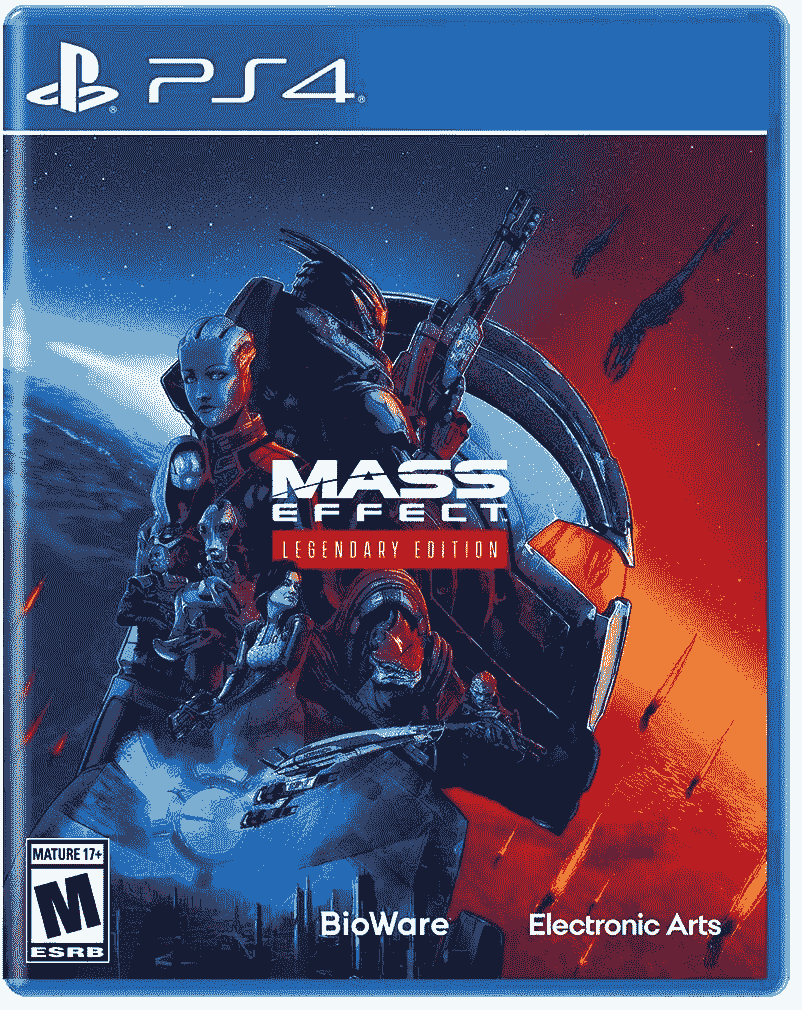 PS4
MASS
EFFECT
LEGENDARY EDITION
MATURE 17+
M
ESRB
BioWare
Electronic Arts